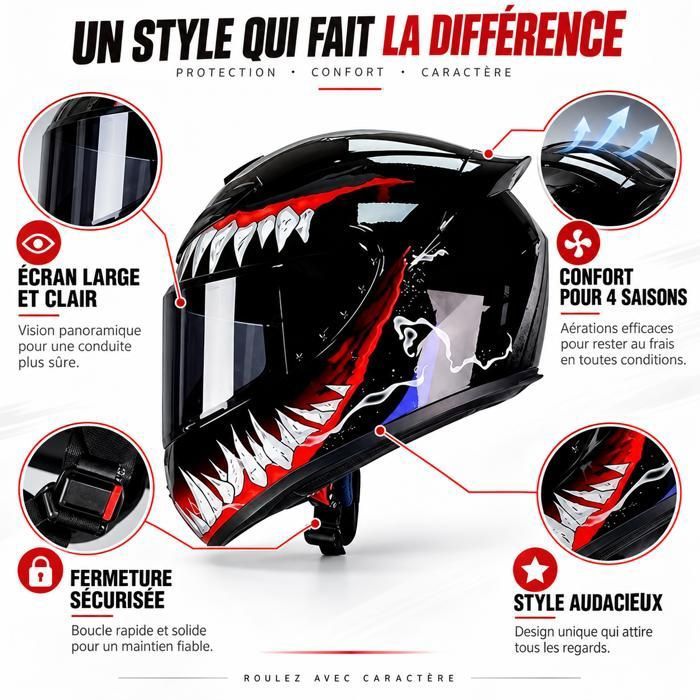 UN STYLE QUI FAIT LA DIFFÉRENCE
PROTECTION • CONFORT • CARACTÈRE
ÉCRAN LARGE
ET CLAIR
Vision panoramique
pour une conduite
plus sûre.
CONFORT
POUR 4 SAISONS
Aérations efficaces
pour rester au frais
en toutes conditions.
FERMETURE
SÉCURISÉE
Boucle rapide et solide
pour un maintien fiable.
STYLE AUDACIEUX
Design unique qui attire
tous les regards.
ROULEZ AVEC CARACTÈRE